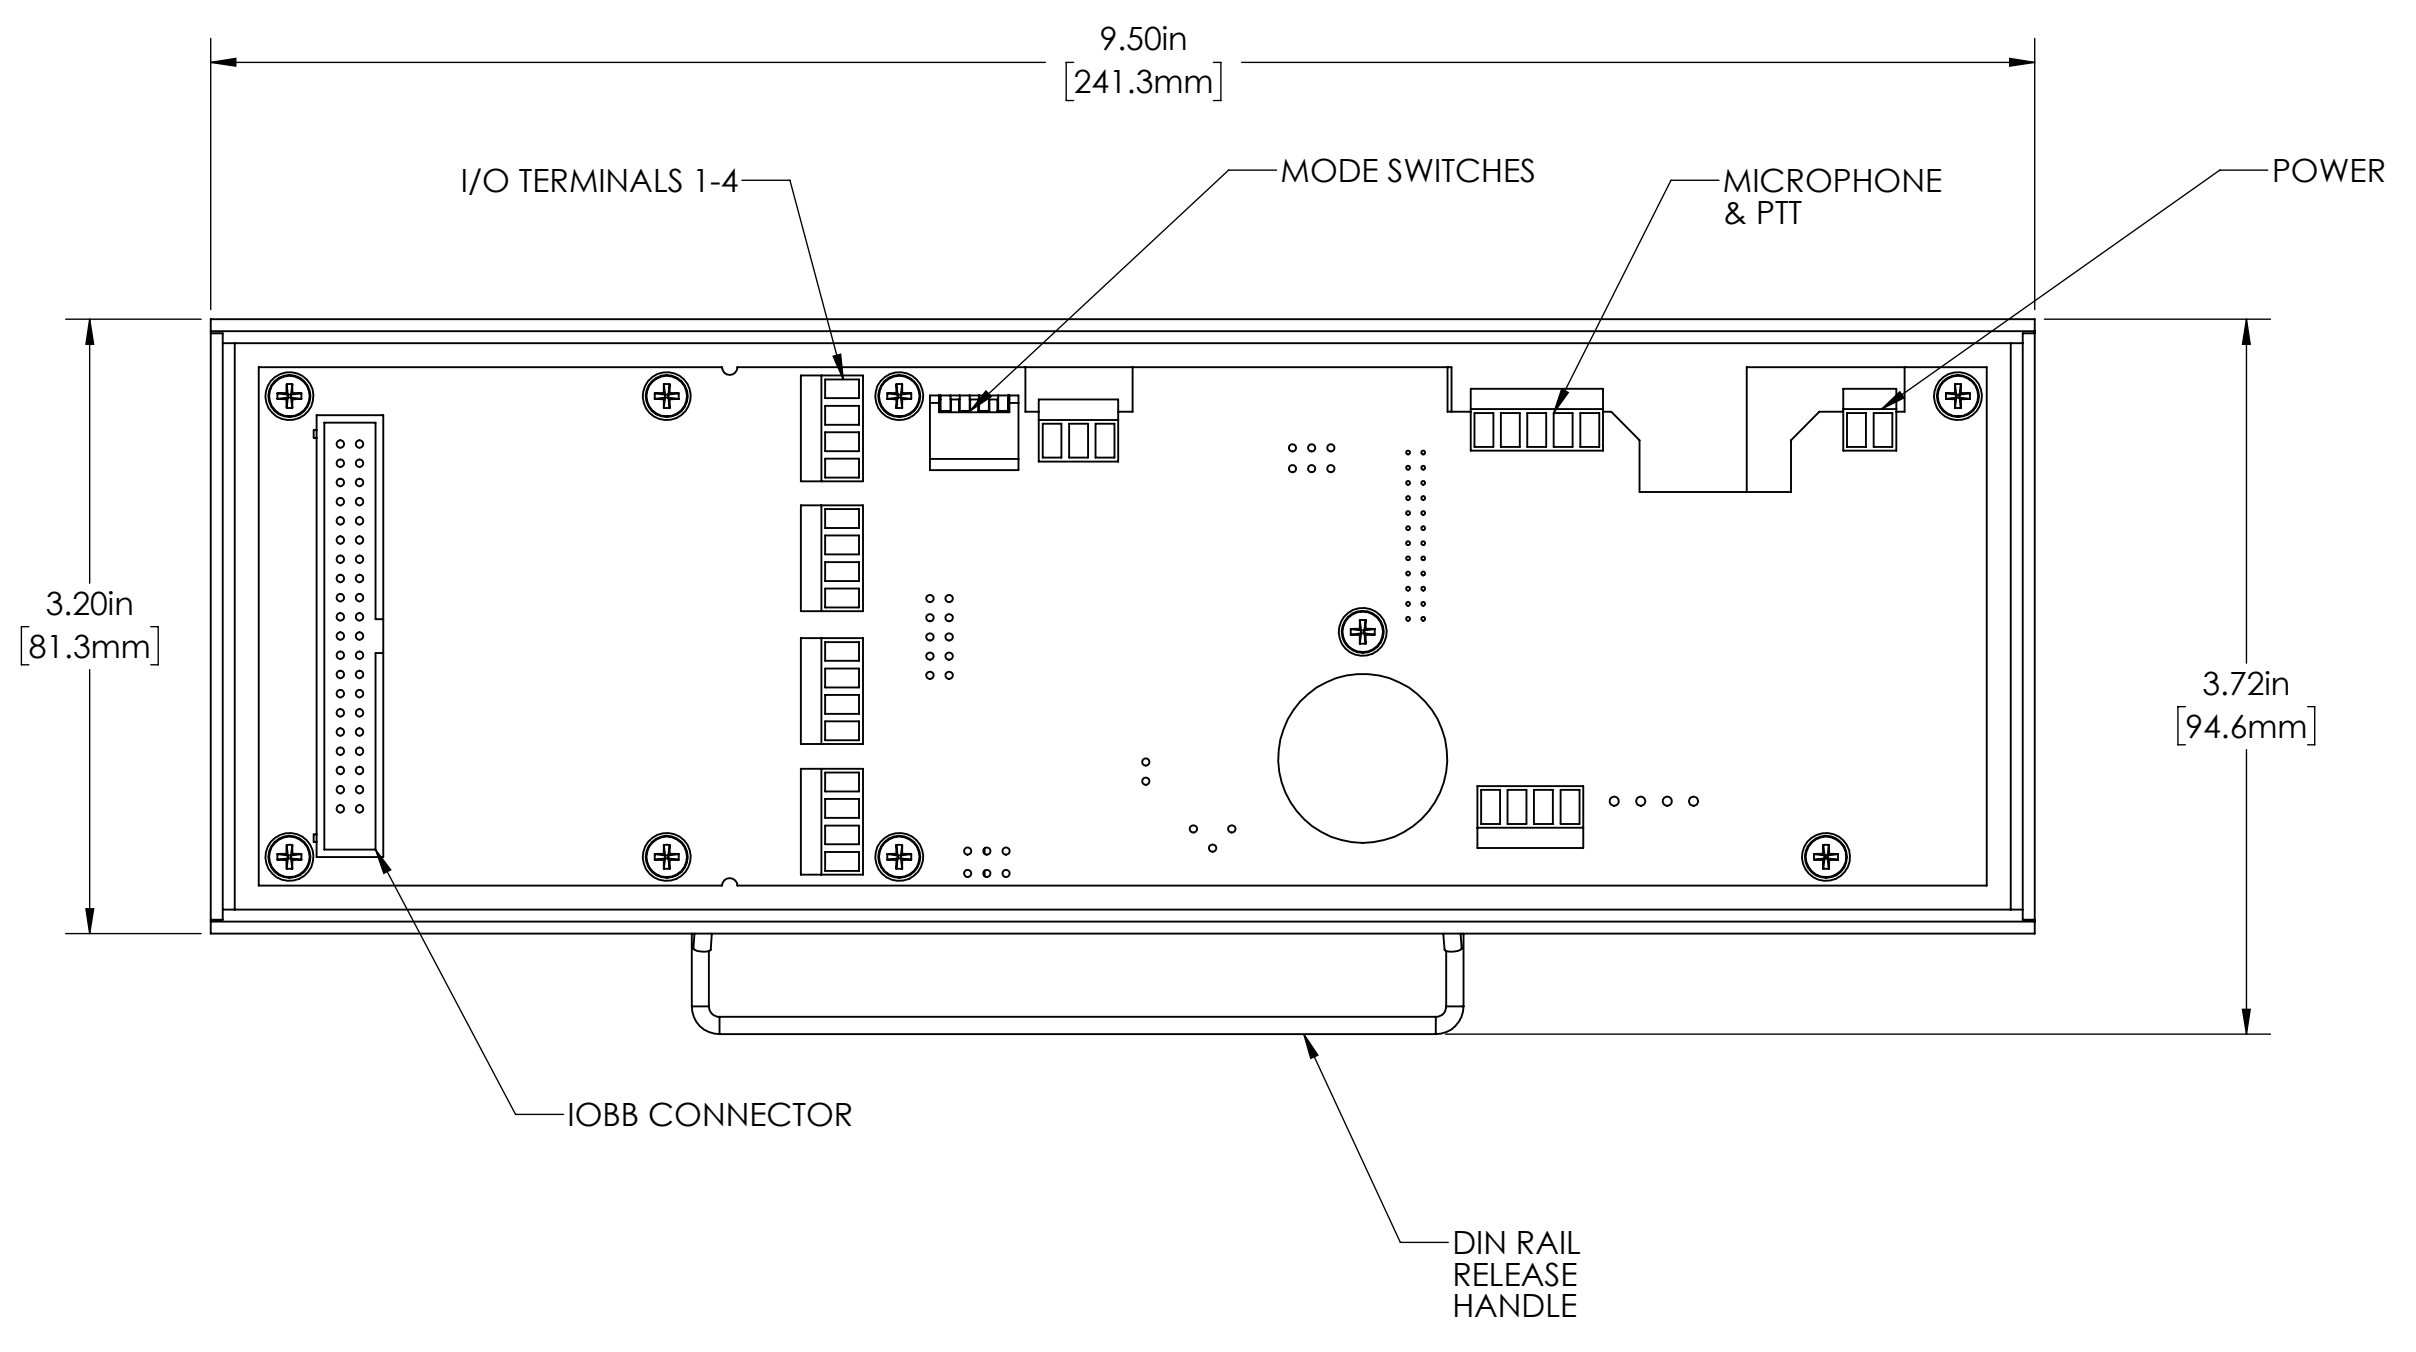 9.50in
[241.3mm]
I/O TERMINALS 1-4
MODE SWITCHES
MICROPHONE
& PTT
POWER
3.20in
[81.3mm]
3.72in
[94.6mm]
IOBB CONNECTOR
DIN RAIL
RELEASE
HANDLE